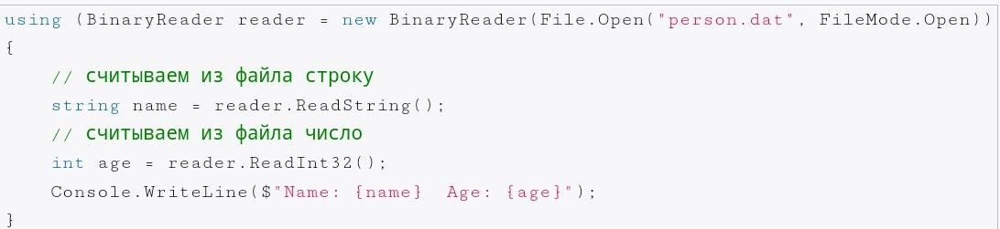 using (BinaryReader reader = new BinaryReader(File.Open("person.dat", FileMode.Open))
{
    // считываем из файла строку
    string name = reader.ReadString();
    // считываем из файла число
    int age = reader.ReadInt32();
    Console.WriteLine($"Name: {name}  Age: {age}");
}